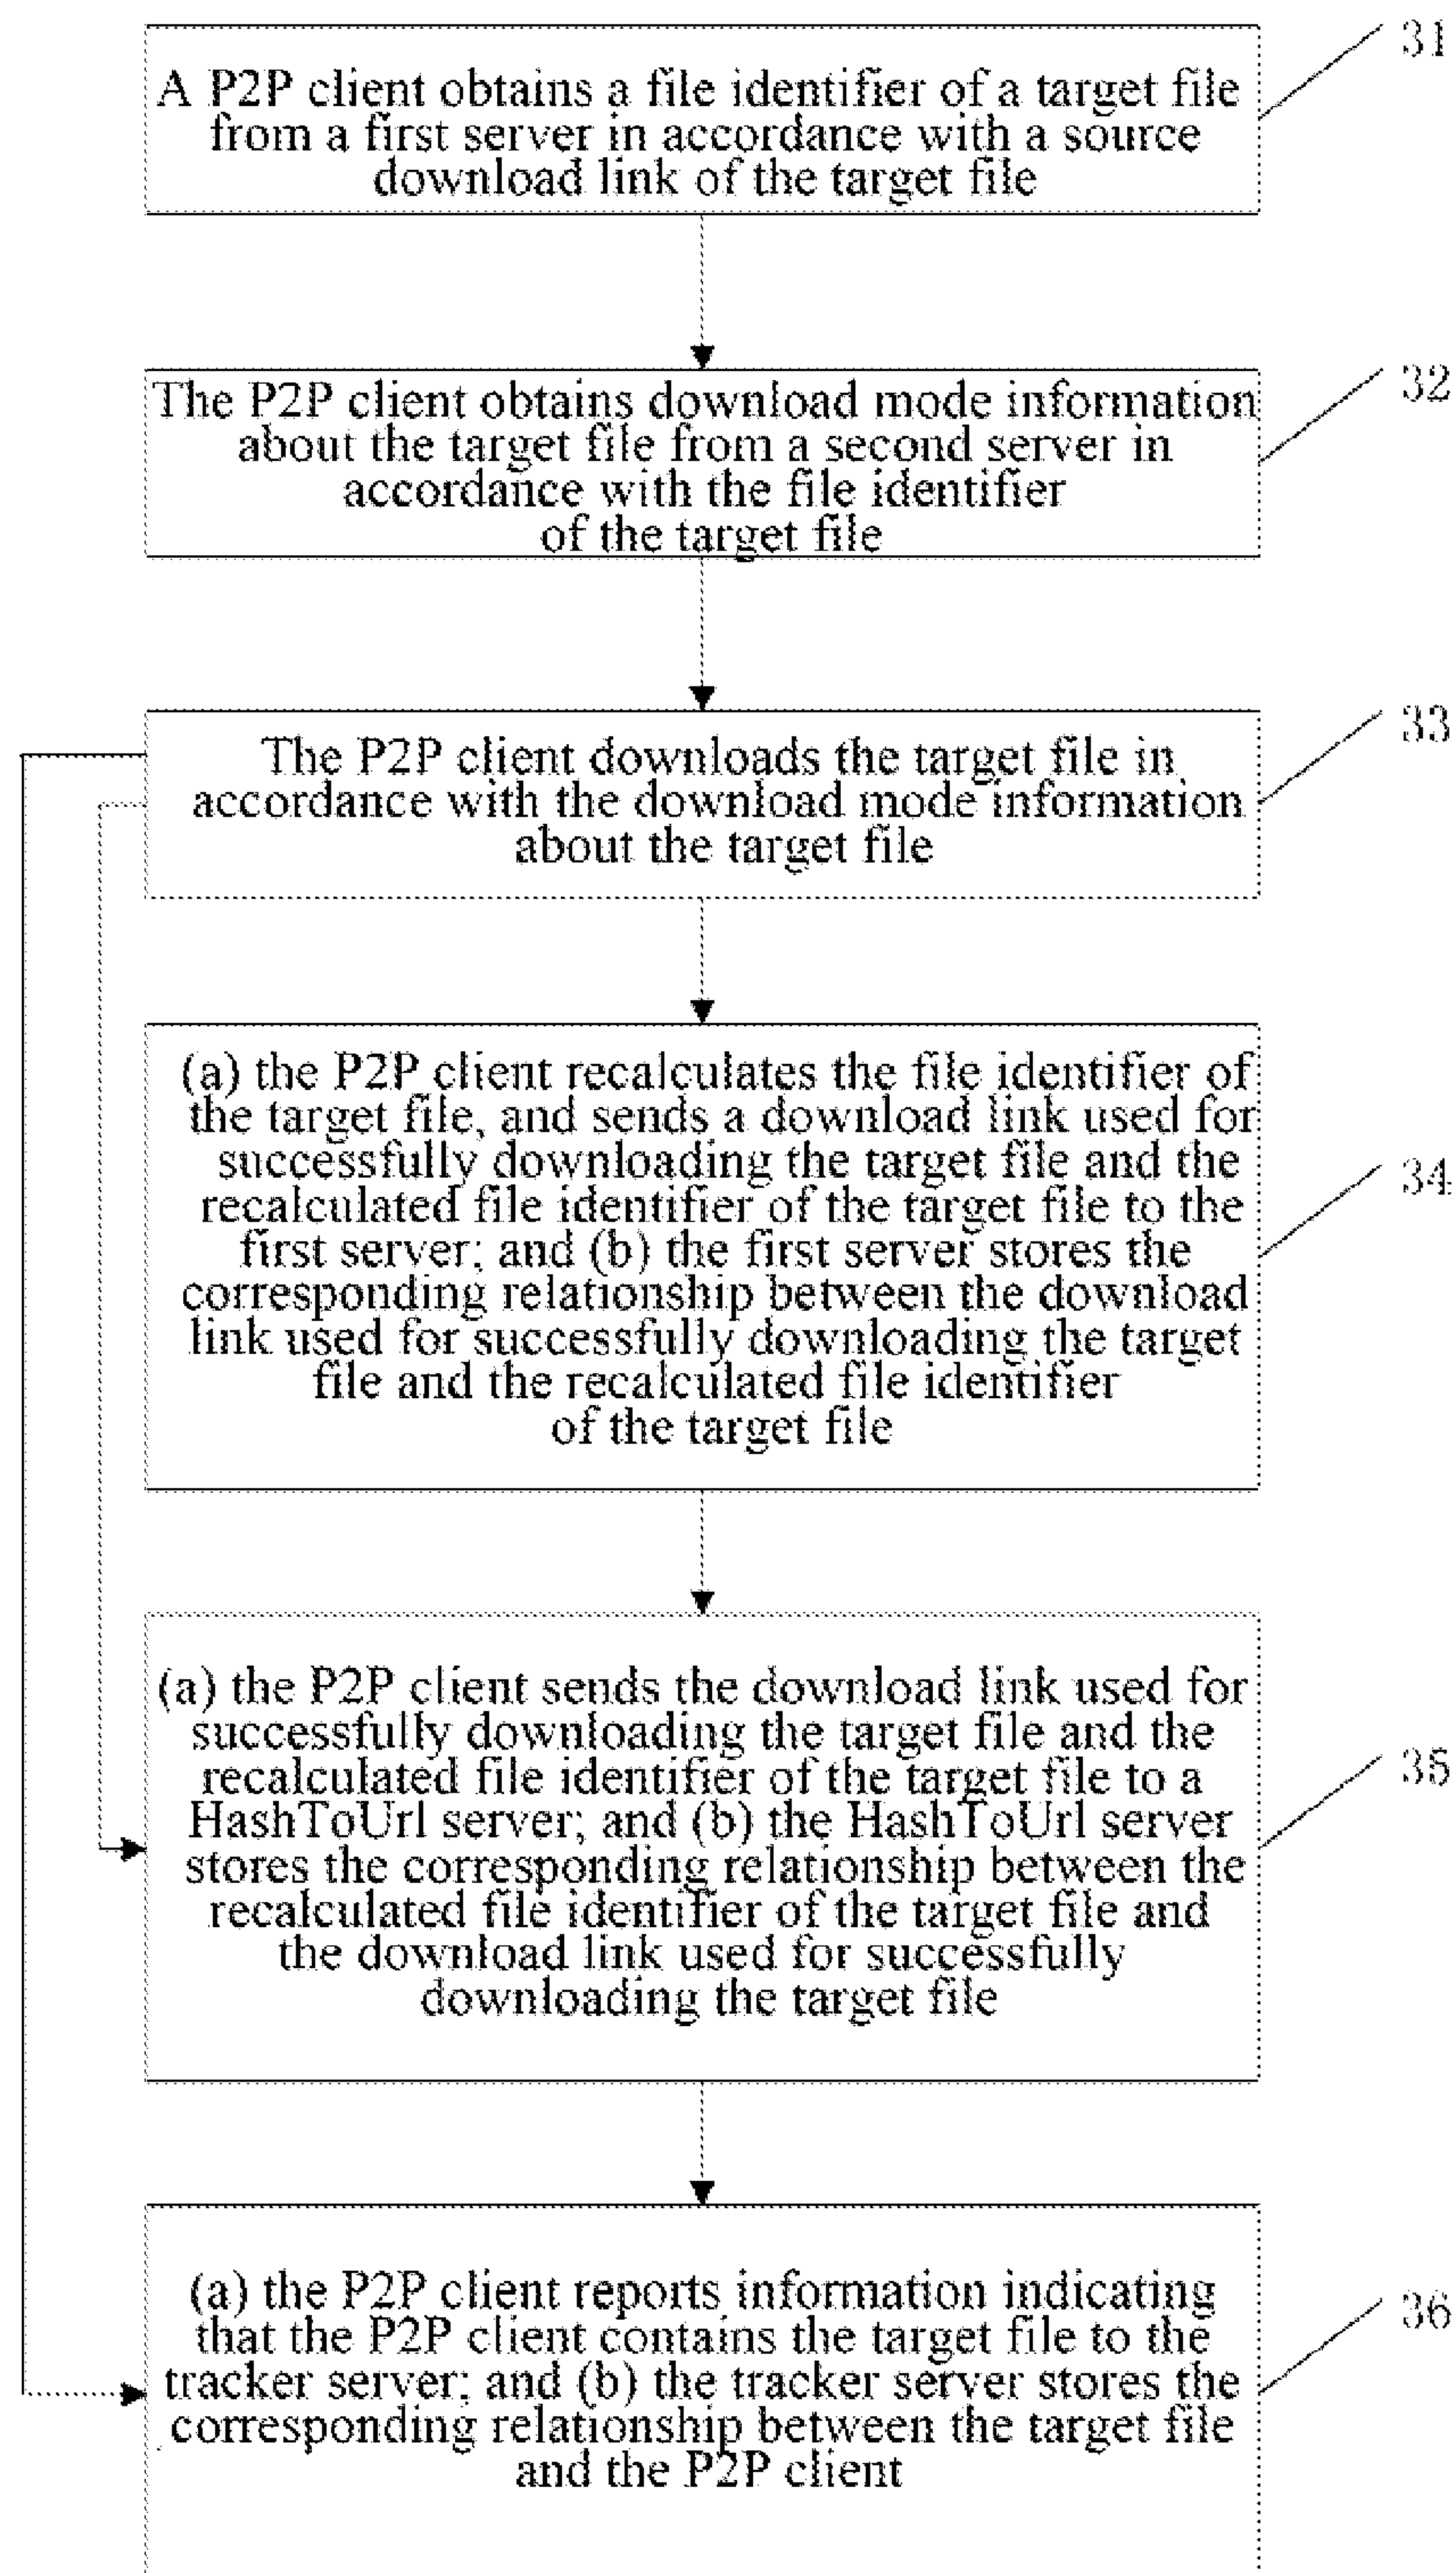 31
A P2P client obtains a file identifier of a target file
from a first server in accordance with a source
download link of the target file
32
The P2P client obtains download mode information
about the target file from a second server in
accordance with the file identifier
of the target file
33
The P2P client downloads the target file in
accordance with the download mode information
about the target file
(a) the P2P client recalculates the file identifier of
the target file, and sends a download link used for
successfully downloading the target file and the
34
recalculated file identifier of the target file to the
first server; and (b) the first server stores the
corresponding relationship between the download
link used for successfully downloading the target
file and the recalculated file identifier
of the target file
(a) the P2P client sends the download link used for
successfully downloading the target file and the
35
recalculated file identifier of the target file to a
HashToUrl server; and (b) the HashToUrl server
stores the corresponding relationship between the
recalculated file identifier of the target file and
the download link used for successfully
downloading the target file
(a) the P2P client reports information indicating
36
that the P2P client contains the target file to the
tracker server; and (b) the tracker server stores the
corresponding relationship between the target file
and the P2P client